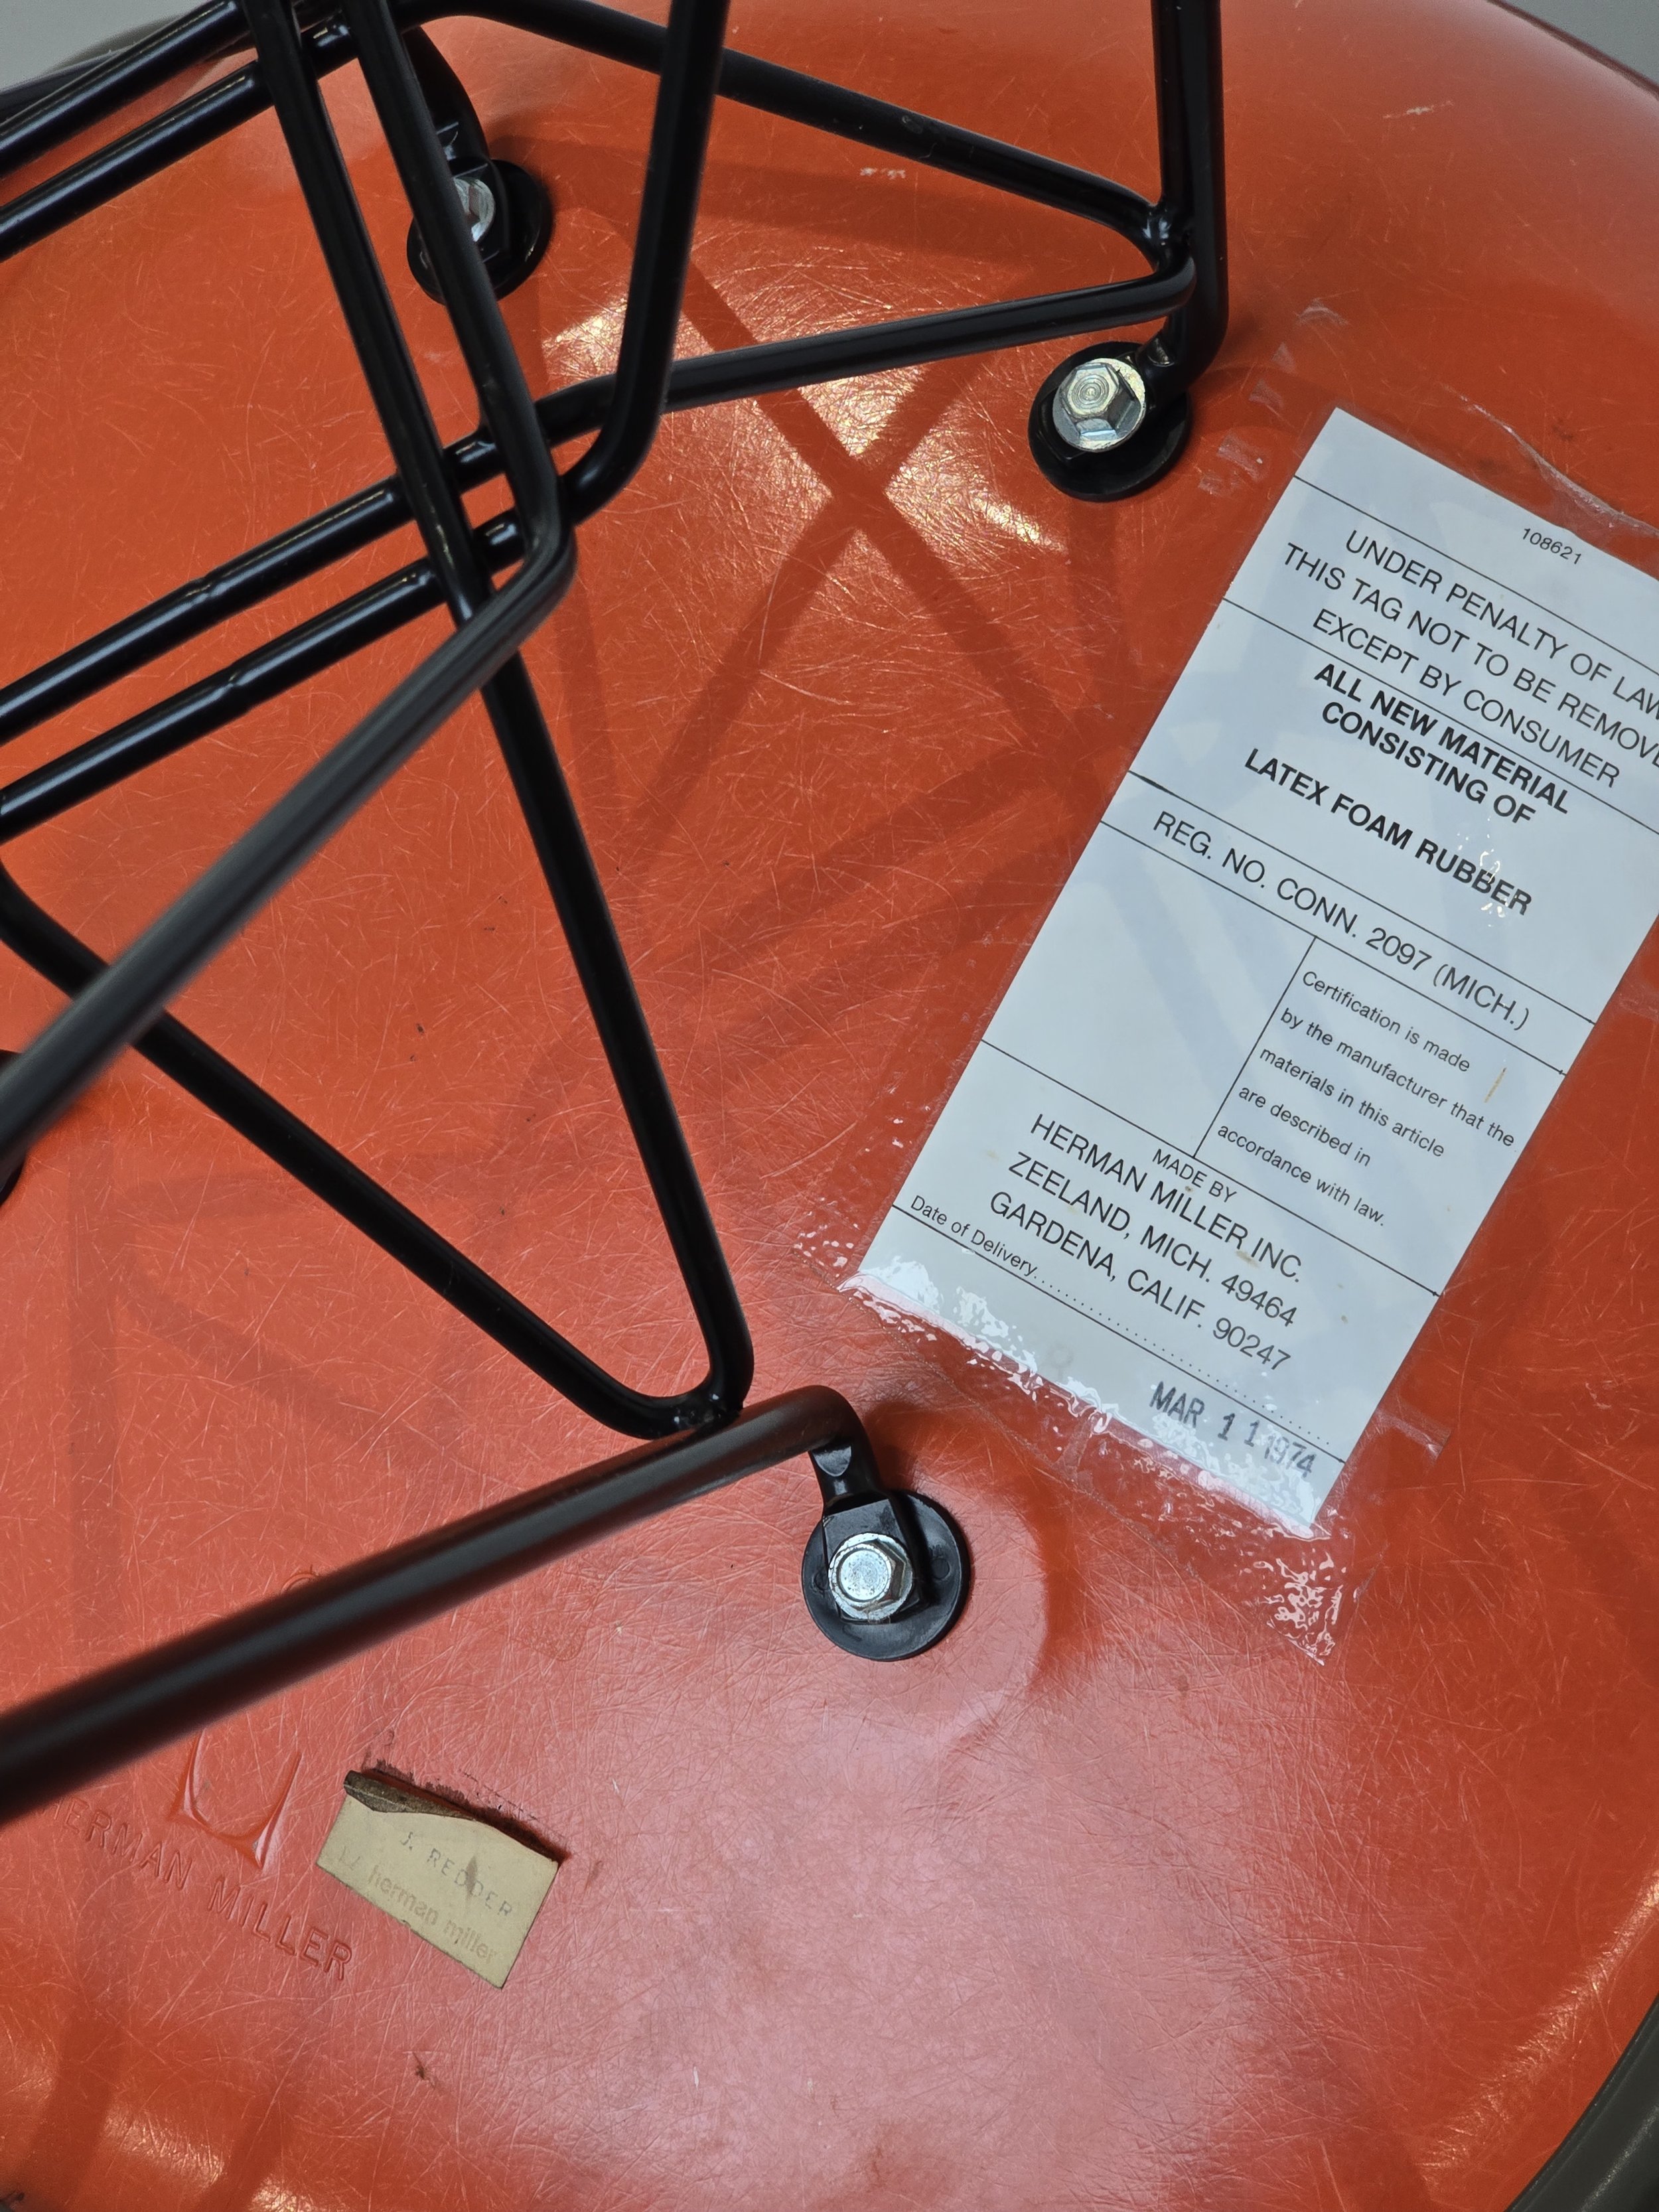 108621
UNDER PENALTY OF LAW
THIS TAG NOT TO BE REMOVE
EXCEPT BY CONSUMER
ALL NEW MATERIAL
CONSISTING OF
LATEX FOAM RUBBER
REG. NO. CONN. 2097 (MICH.)
Certification is made
by the manufacturer that the
materials in this article
are described in
accordance with law.
MADE BY
HERMAN MILLER INC.
ZEELAND, MICH. 49464
GARDENA, CALIF. 90247
Date of Delivery
MAR 11 1974
HERMAN MILLER
J. REDDER
herman miller